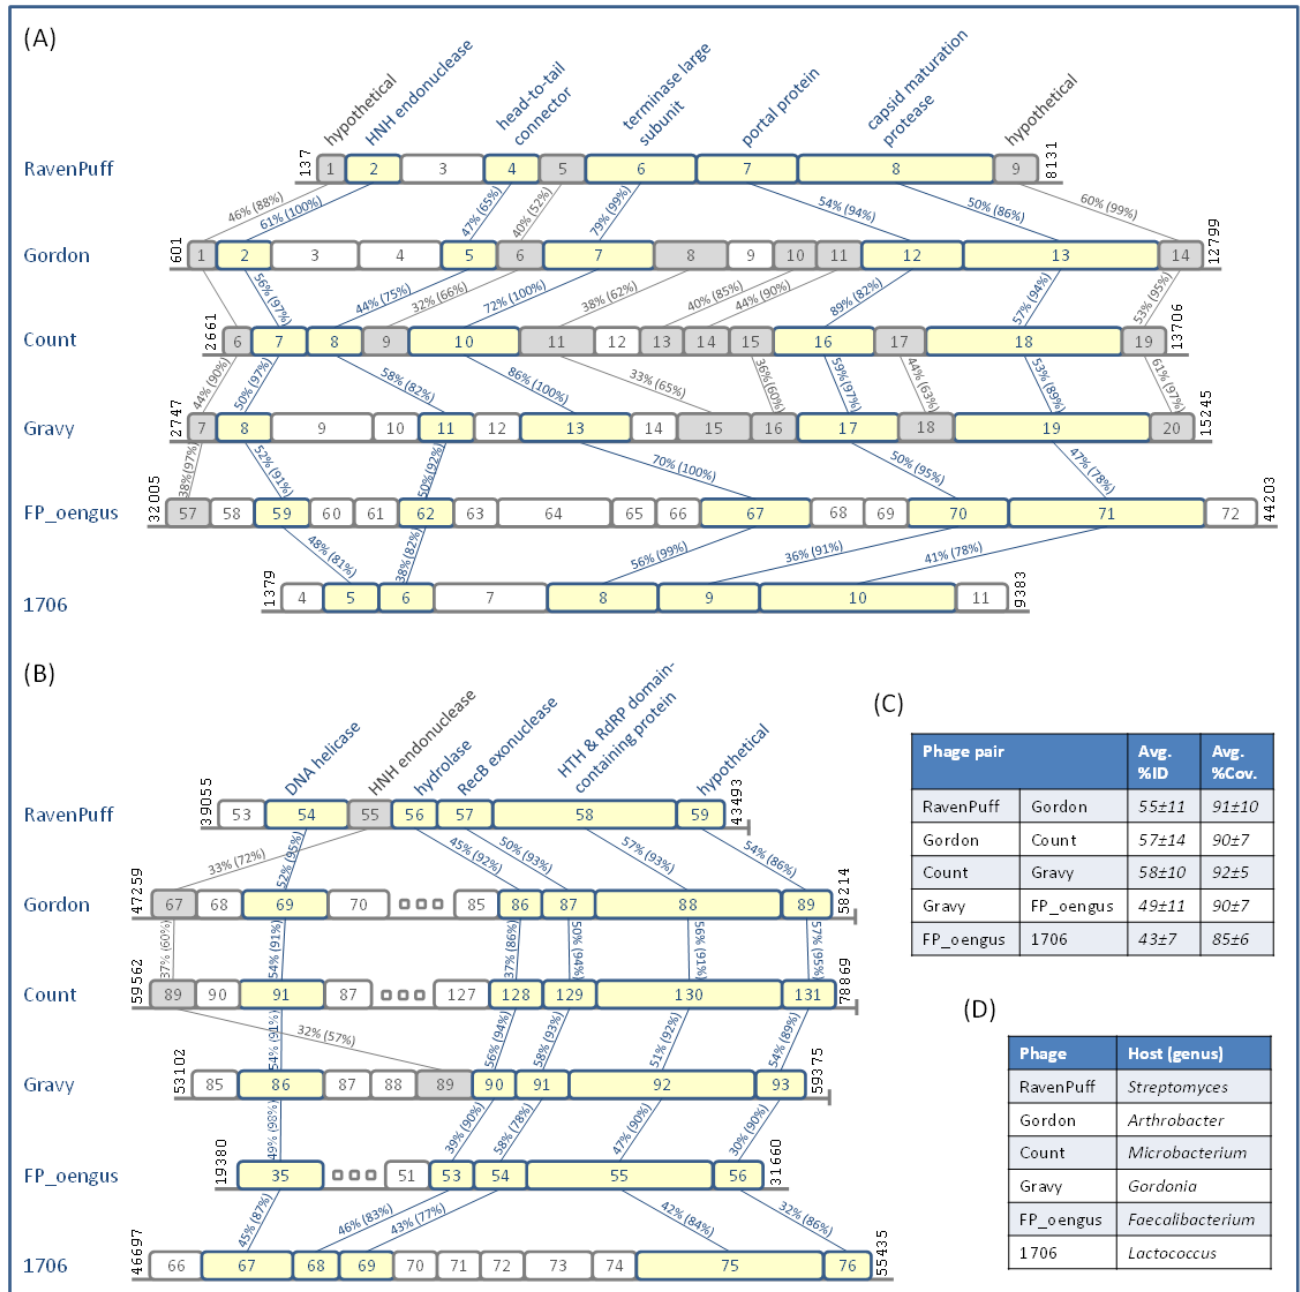 (A)
hypothetical
HNH endonuclease
head-to-tail
connector
terminase large
subunit
portal protein
capsid maturation
protease
hypothetical
RavenPuff 137 1 2 3 4 5 6 7 8 9 8131
46% (88%) 61% (100%) 47% (65%) 40% (52%) 79% (99%) 54% (94%) 50% (86%) 60% (99%)
Gordon 601 1 2 3 4 5 6 7 8 9 10 11 12 13 14 12799
56% (97%) 44% (75%) 32% (66%) 72% (100%) 38% (62%) 40% (85%) 44% (90%) 89% (82%) 57% (94%) 53% (95%)
Count 2661 6 7 8 9 10 11 12 13 14 15 16 17 18 19 13706
44% (90%) 50% (97%) 58% (82%) 86% (100%) 33% (65%) 36% (60%) 59% (97%) 44% (63%) 53% (89%) 61% (97%)
Gravy 2747 7 8 9 10 11 12 13 14 15 16 17 18 19 20 15245
38% (97%) 52% (91%) 50% (92%) 70% (100%) 50% (95%) 47% (78%)
FP_oengus 32005 57 58 59 60 61 62 63 64 65 66 67 68 69 70 71 72 44203
48% (81%) 38% (82%) 56% (99%) 36% (91%) 41% (78%)
1706 1379 4 5 6 7 8 9 10 11 9383
(B)
DNA helicase
HNH endonuclease
hydrolase
RecB exonuclease
HTH & RdRP domain-
containing protein
hypothetical
RavenPuff 39055 53 54 55 56 57 58 59 43493
33% (72%) 52% (95%) 45% (92%) 50% (93%) 57% (93%) 54% (86%)
Gordon 47259 67 68 69 70 85 86 87 88 89 58214
37% (60%) 54% (91%) 37% (86%) 50% (94%) 56% (91%) 57% (95%)
Count 59562 89 90 91 87 127 128 129 130 131 78869
54% (91%) 32% (57%) 56% (94%) 58% (93%) 51% (92%) 54% (89%)
Gravy 53102 85 86 87 88 89 90 91 92 93 59375
49% (98%) 39% (90%) 58% (78%) 47% (90%) 30% (90%)
FP_oengus 19380 35 51 53 54 55 56 31660
45% (87%) 46% (83%) 43% (77%) 42% (84%) 32% (86%)
1706 46697 66 67 68 69 70 71 72 73 74 75 76 55435
(C)
Phage pair Avg. %ID Avg. %Cov.
RavenPuff Gordon 55±11 91±10
Gordon Count 57±14 90±7
Count Gravy 58±10 92±5
Gravy FP_oengus 49±11 90±7
FP_oengus 1706 43±7 85±6
(D)
Phage Host (genus)
RavenPuff Streptomyces
Gordon Arthrobacter
Count Microbacterium
Gravy Gordonia
FP_oengus Faecalibacterium
1706 Lactococcus